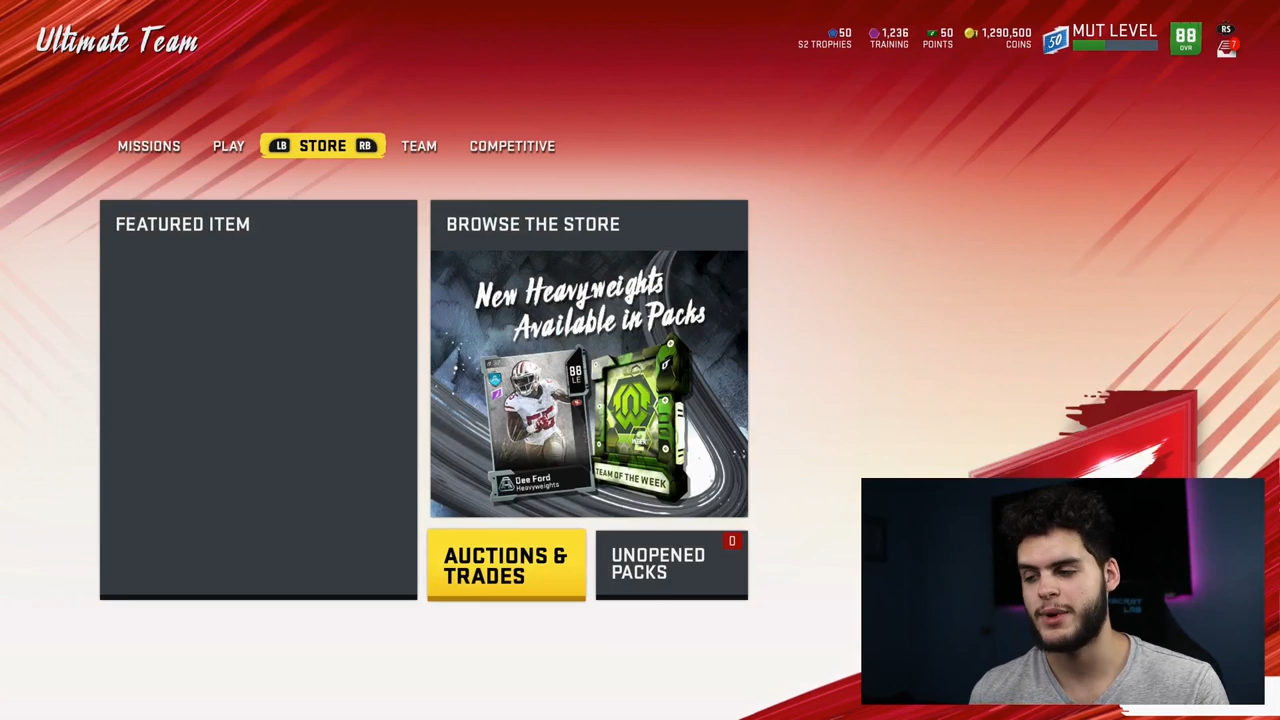 Ultimate Team
50
S2 TROPHIES
1,236
TRAINING
50
POINTS
1,290,500
COINS
50
MUT LEVEL
88
OVR
RS
7
MISSIONS
PLAY
LB STORE RB
TEAM
COMPETITIVE
FEATURED ITEM
BROWSE THE STORE
New Heavyweights
Available in Packs
88
LE
Dee Ford
Heavyweights
TEAM OF THE WEEK
AUCTIONS &
TRADES
UNOPENED
PACKS
0